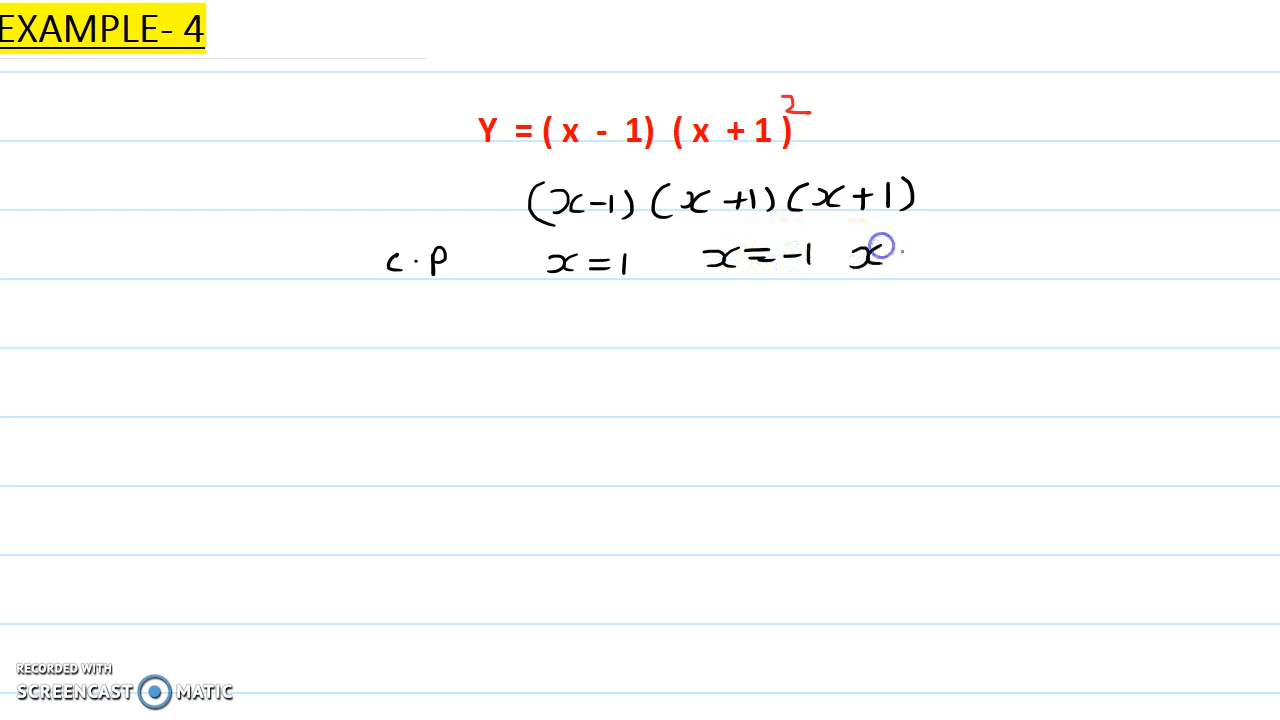 EXAMPLE- 4
Y = ( x - 1) ( x + 1 )²
(x-1) (x+1) (x+1)
C.P x = 1 x = -1 x
RECORDED WITH
SCREENCAST MATIC